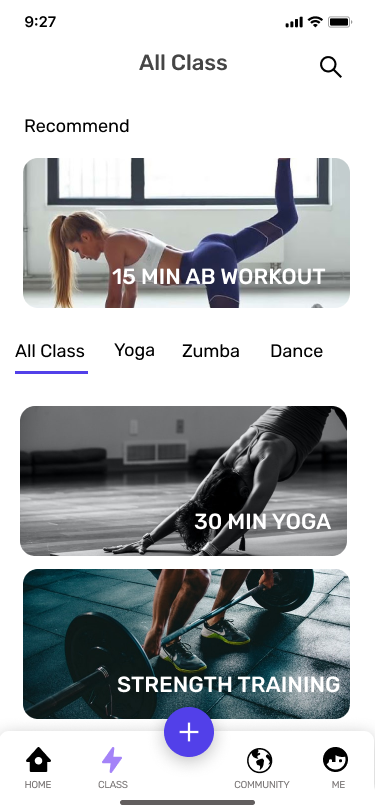 9:27
All Class
Recommend
15 MIN AB WORKOUT
All Class Yoga Zumba Dance
30 MIN YOGA
STRENGTH TRAINING
HOME CLASS COMMUNITY ME